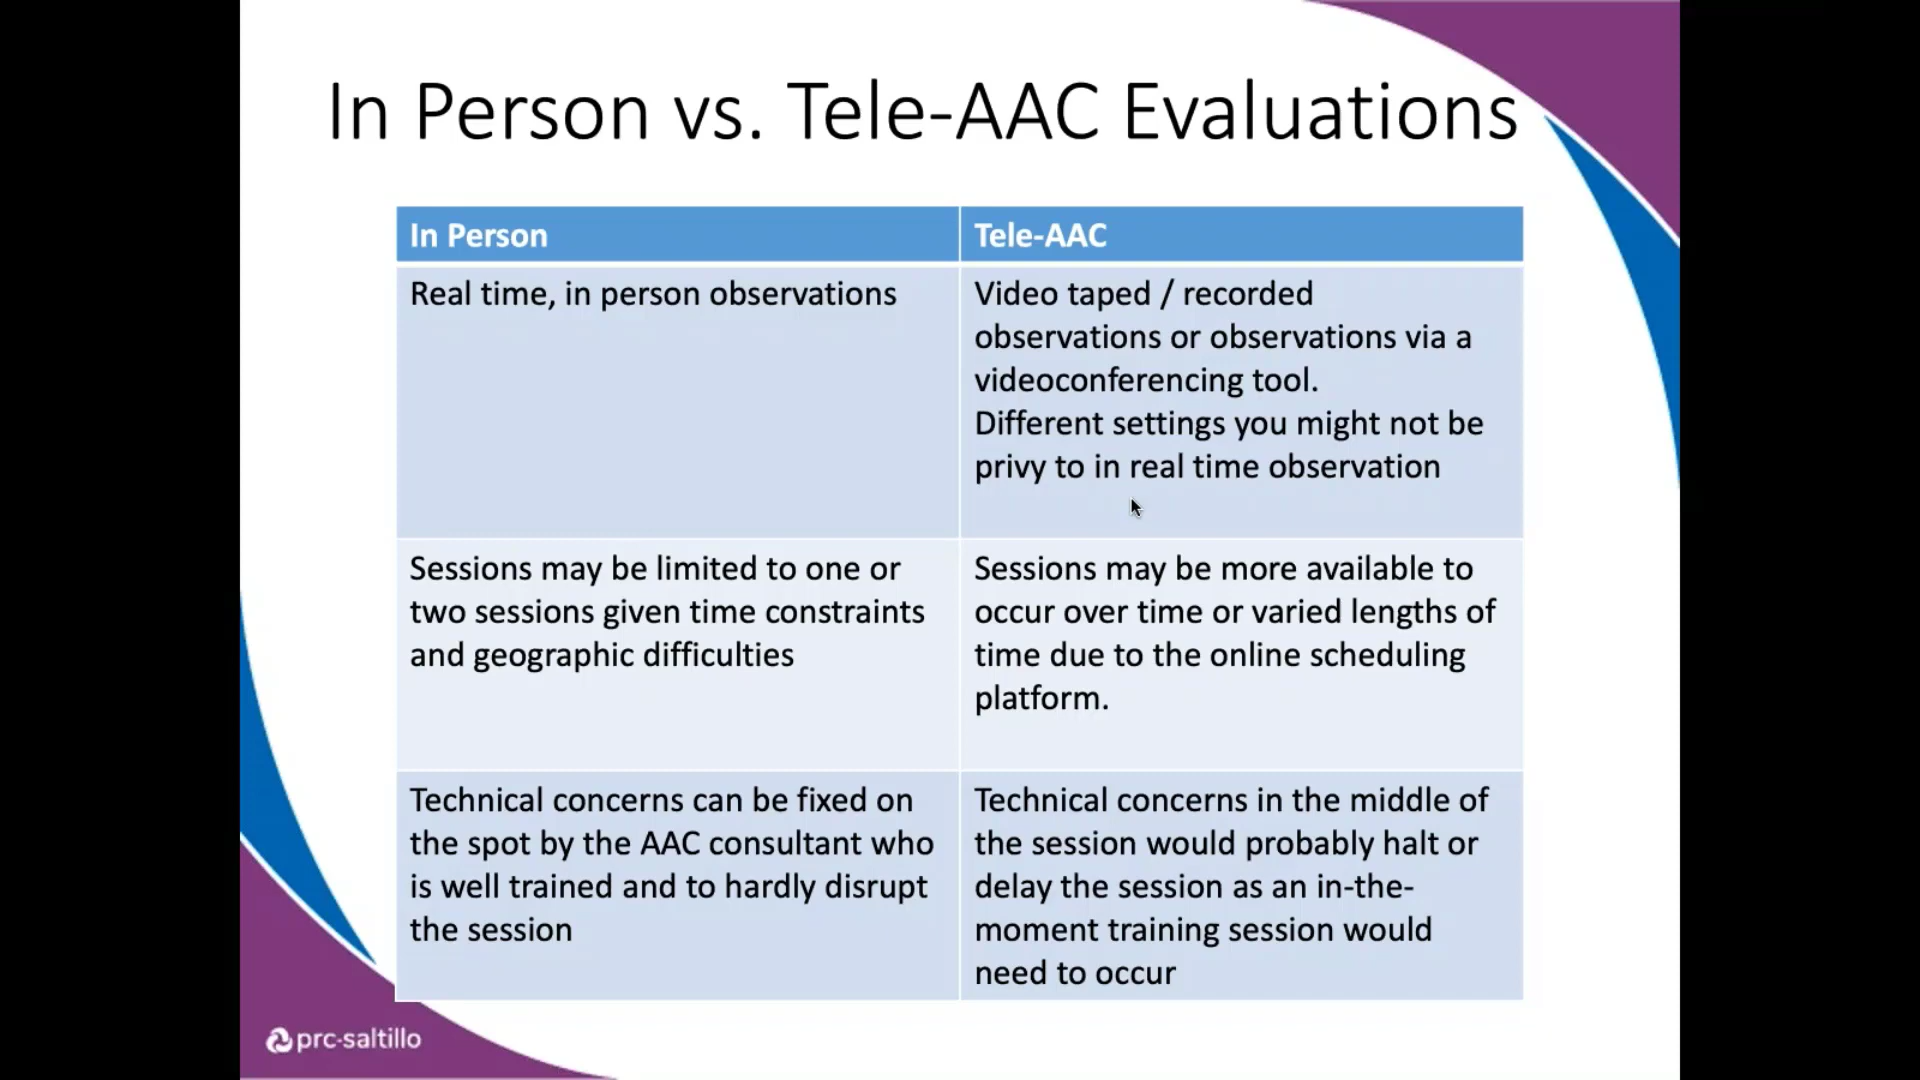 In Person vs. Tele-AAC Evaluations
In Person
Tele-AAC
Real time, in person observations
Video taped / recorded
observations or observations via a
videoconferencing tool.
Different settings you might not be
privy to in real time observation
Sessions may be limited to one or
two sessions given time constraints
and geographic difficulties
Sessions may be more available to
occur over time or varied lengths of
time due to the online scheduling
platform.
Technical concerns can be fixed on
the spot by the AAC consultant who
is well trained and to hardly disrupt
the session
Technical concerns in the middle of
the session would probably halt or
delay the session as an in-the-
moment training session would
need to occur
prc-saltillo